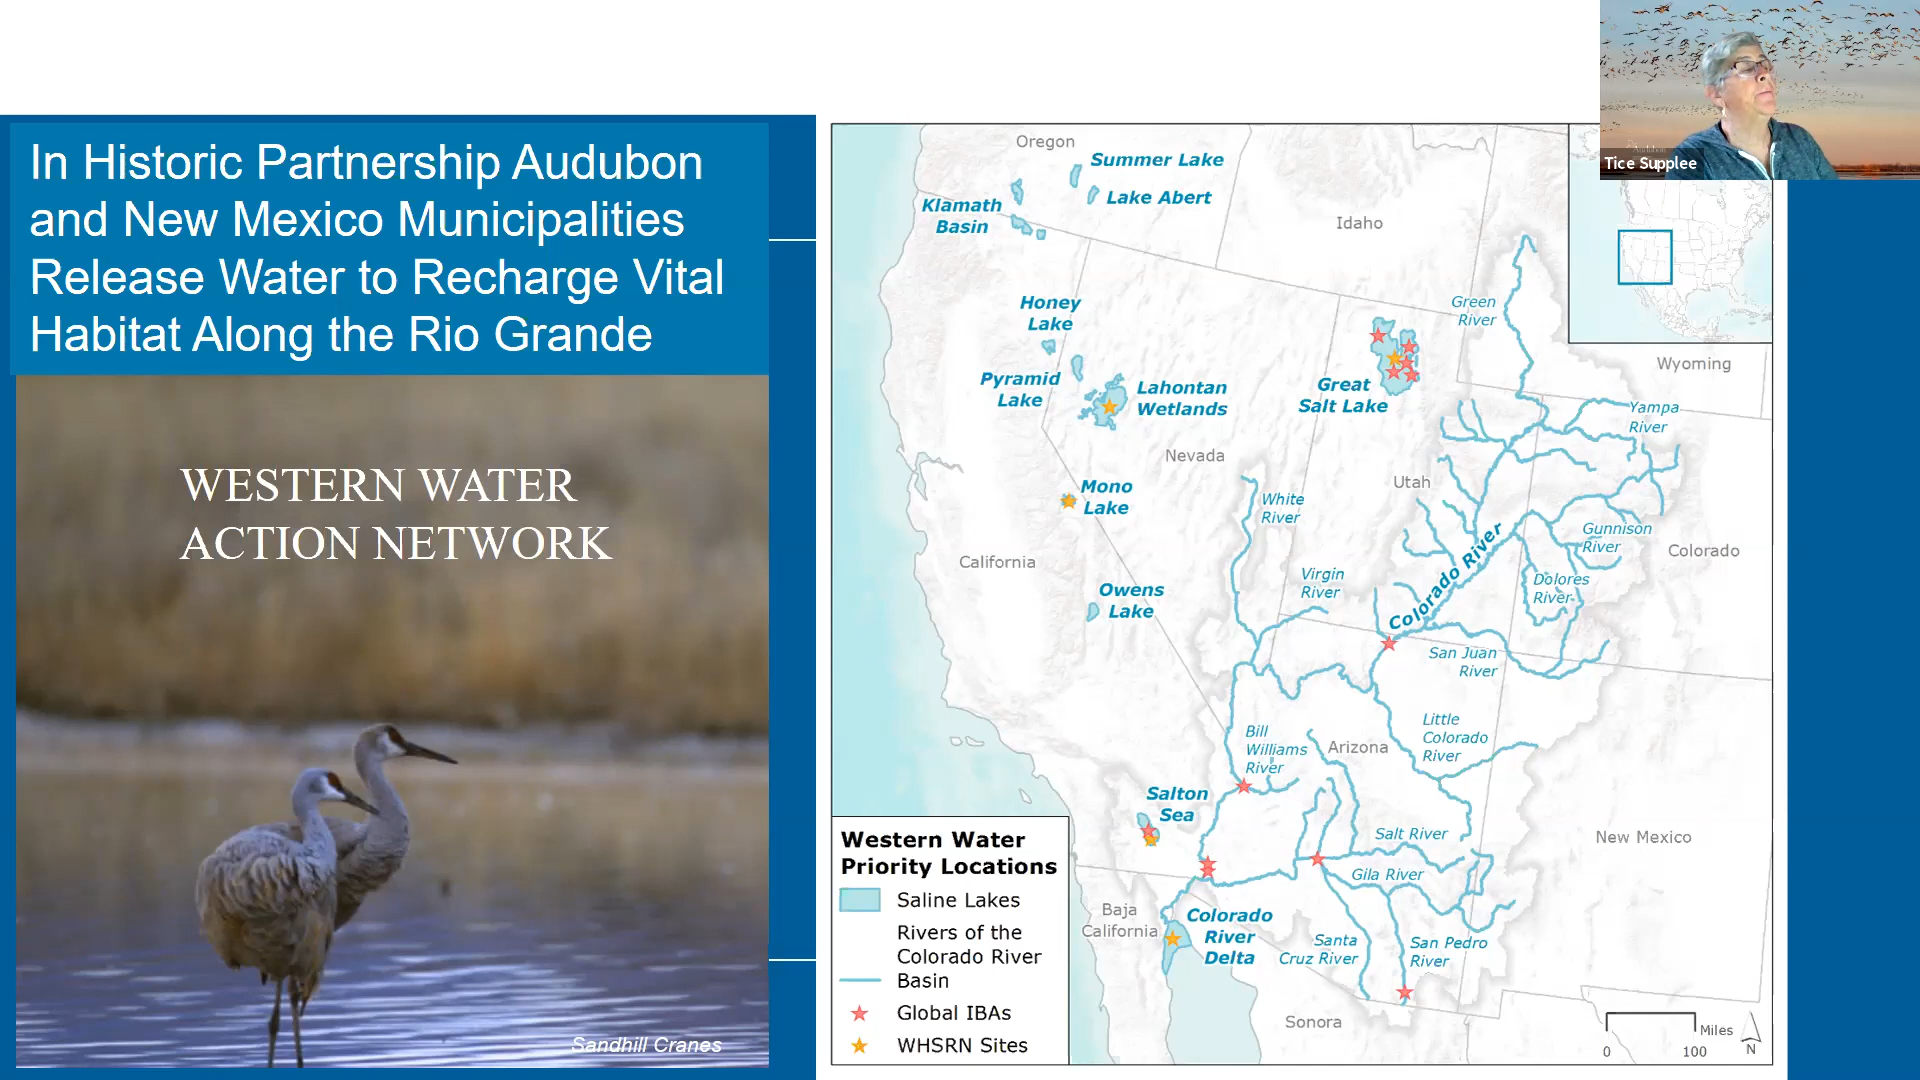 In Historic Partnership Audubon
and New Mexico Municipalities
Release Water to Recharge Vital
Habitat Along the Rio Grande
WESTERN WATER
ACTION NETWORK
Sandhill Cranes
Oregon
Summer Lake
Lake Abert
Klamath
Basin
Idaho
Honey
Lake
Green
River
Wyoming
Pyramid
Lake
Lahontan
Wetlands
Great
Salt Lake
Yampa
River
Nevada
Utah
Mono
Lake
White
River
Gunnison
River
Colorado
California
Colorado River
Virgin
River
Dolores
River
Owens
Lake
San Juan
River
Bill
Williams
River
Arizona
Little
Colorado
River
Salton
Sea
Salt River
New Mexico
Gila River
Baja
California
Colorado
River
Delta
Santa
Cruz River
San Pedro
River
Sonora
Western Water
Priority Locations
Saline Lakes
Rivers of the
Colorado River
Basin
Global IBAs
WHSRN Sites
Miles
0 100
N
Audubon
Tice Supplee